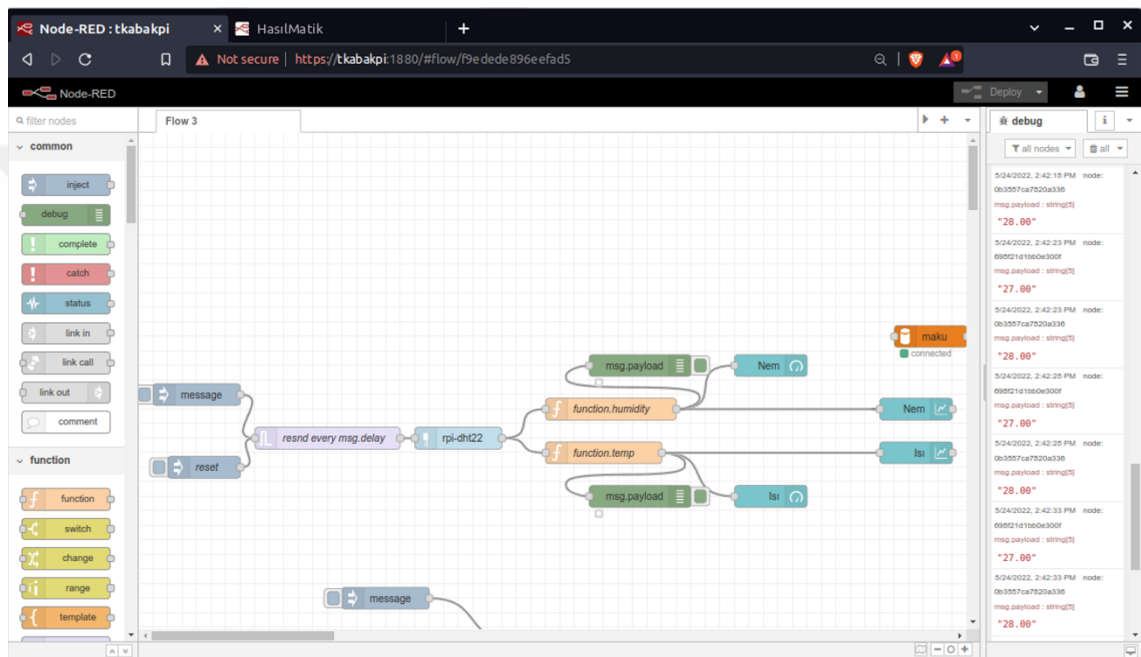 Node-RED : tkabakpi
HasılMatik
Not secure | https://tkabakpi:1880/#flow/f9edede896eefad5
Node-RED
Deploy
filter nodes
Flow 3
debug
i
all nodes
all
common
inject
debug
complete
catch
status
link in
link call
link out
comment
function
function
switch
change
range
template
message
reset
resnd every msg.delay
rpi-dht22
function.humidity
function.temp
msg.payload
msg.payload
Nem
Nem
Isı
Isı
maku
connected
message
5/24/2022, 2:42:18 PM node:
0b3557ca7820a336
msg.payload : string[5]
"28.00"
5/24/2022, 2:42:23 PM node:
698f21d1bb0e300f
msg.payload : string[5]
"27.00"
5/24/2022, 2:42:23 PM node:
0b3557ca7820a336
msg.payload : string[5]
"28.00"
5/24/2022, 2:42:28 PM node:
698f21d1bb0e300f
msg.payload : string[5]
"27.00"
5/24/2022, 2:42:28 PM node:
0b3557ca7820a336
msg.payload : string[5]
"28.00"
5/24/2022, 2:42:33 PM node:
698f21d1bb0e300f
msg.payload : string[5]
"27.00"
5/24/2022, 2:42:33 PM node:
0b3557ca7820a336
msg.payload : string[5]
"28.00"